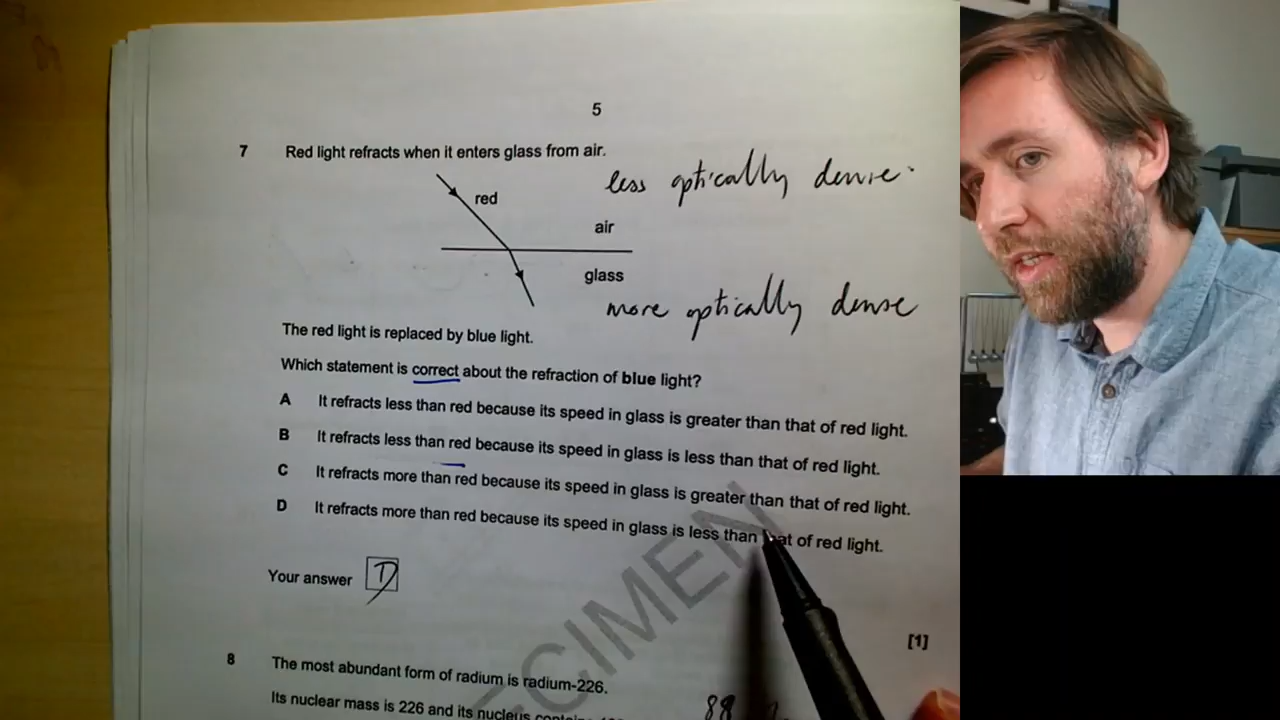 5
7 Red light refracts when it enters glass from air.
less optically dense.
red
air
glass
more optically dense
The red light is replaced by blue light.
Which statement is correct about the refraction of blue light?
A It refracts less than red because its speed in glass is greater than that of red light.
B It refracts less than red because its speed in glass is less than that of red light.
C It refracts more than red because its speed in glass is greater than that of red light.
D It refracts more than red because its speed in glass is less than that of red light.
Your answer D
[1]
SPECIMEN
8 The most abundant form of radium is radium-226.
Its nuclear mass is 226 and its nucleus
88